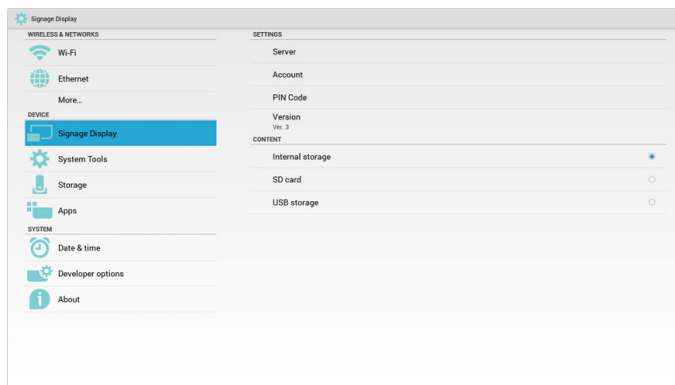 Signage Display
WIRELESS & NETWORKS
Wi-Fi
Ethernet
More...
DEVICE
Signage Display
System Tools
Storage
Apps
SYSTEM
Date & time
Developer options
About
SETTINGS
Server
Account
PIN Code
Version
Ver. 3
CONTENT
Internal storage
SD card
USB storage